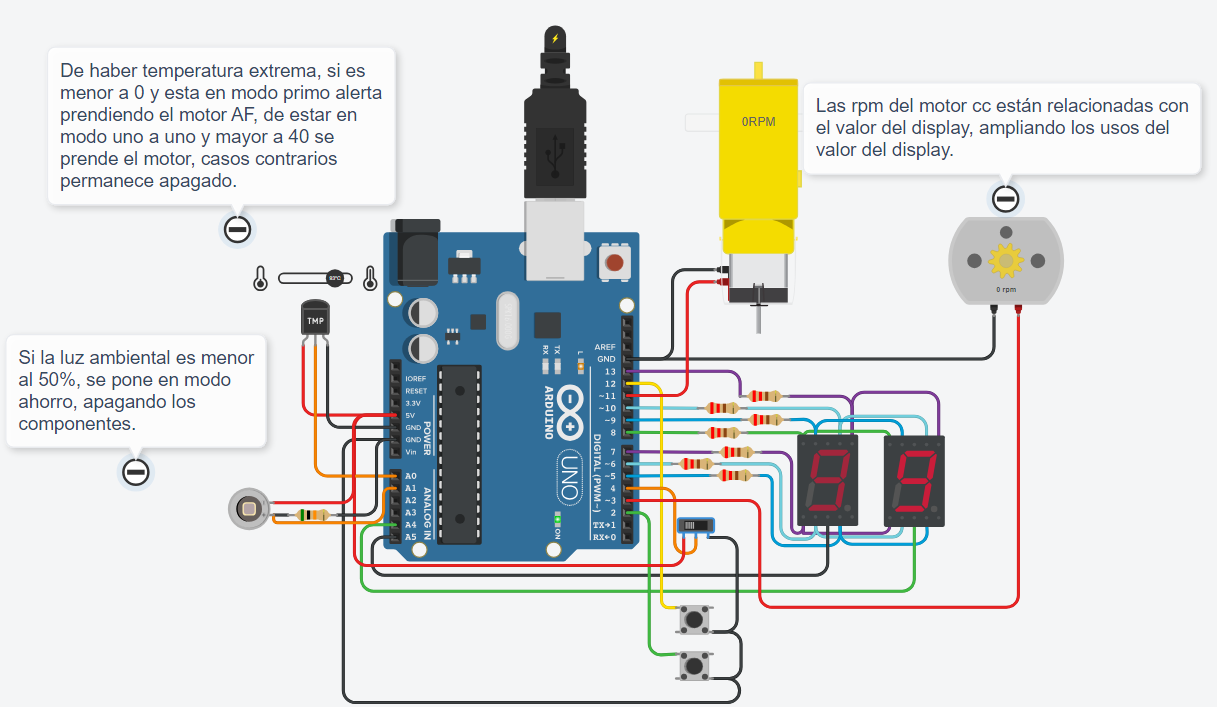 De haber temperatura extrema, si es
menor a 0 y esta en modo primo alerta
prendiendo el motor AF, de estar en
modo uno a uno y mayor a 40 se
prende el motor, casos contrarios
permanece apagado.
0RPM
Las rpm del motor cc están relacionadas con
el valor del display, ampliando los usos del
valor del display.
0 rpm
TMP
Si la luz ambiental es menor
al 50%, se pone en modo
ahorro, apagando los
componentes.
IOREF
RESET
3.3V
5V
GND
GND
Vin
POWER
A0
A1
A2
A3
A4
A5
ANALOG IN
RX
TX
L
ARDUINO
UNO
ON
AREF
GND
13
12
~11
~10
~9
8
7
~6
~5
4
~3
2
TX→1
RX←0
DIGITAL (PWM~)